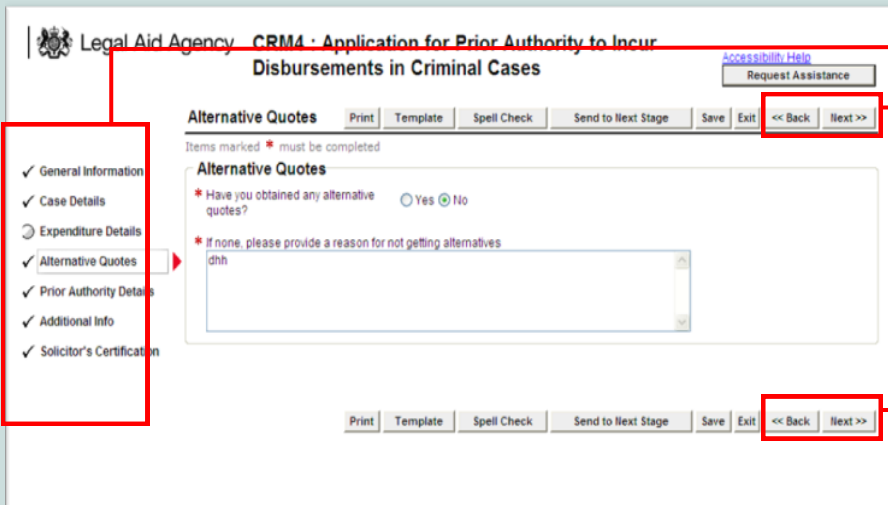 Legal Aid Agency
CRM4 : Application for Prior Authority to Incur
Disbursements in Criminal Cases
Accessibility Help
Request Assistance
Alternative Quotes
Print Template Spell Check Send to Next Stage Save Exit << Back Next >>
Items marked * must be completed
General Information
Case Details
Expenditure Details
Alternative Quotes
Prior Authority Details
Additional Info
Solicitor's Certification
Alternative Quotes
* Have you obtained any alternative
quotes?
Yes No
* If none, please provide a reason for not getting alternatives
dhh
Print Template Spell Check Send to Next Stage Save Exit << Back Next >>